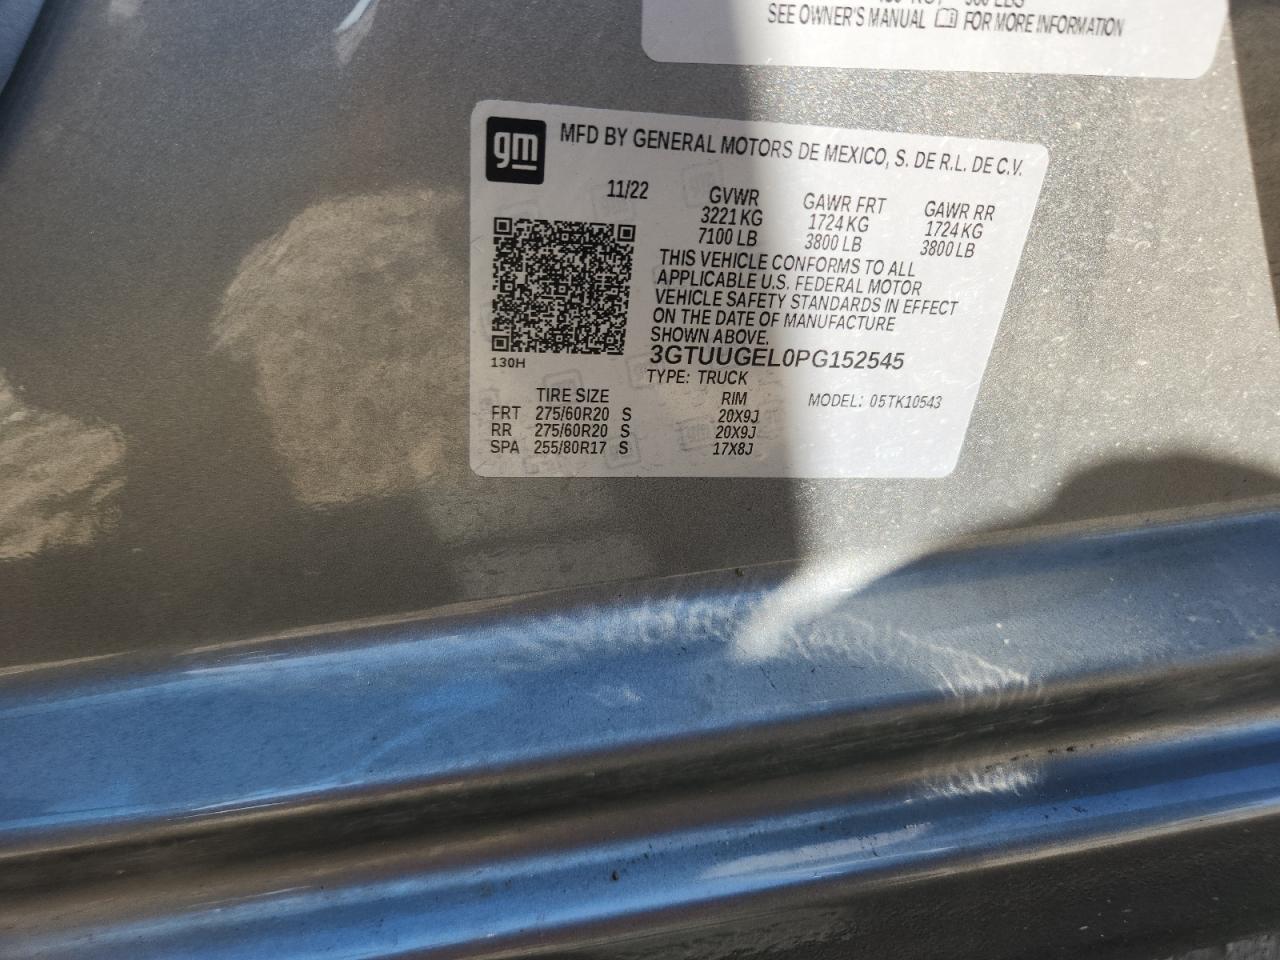 SEE OWNER'S MANUAL FOR MORE INFORMATION
gm
MFD BY GENERAL MOTORS DE MEXICO, S. DE R.L. DE C.V.
11/22 GVWR GAWR FRT GAWR RR
3221 KG 1724 KG 1724 KG
7100 LB 3800 LB 3800 LB
THIS VEHICLE CONFORMS TO ALL
APPLICABLE U.S. FEDERAL MOTOR
VEHICLE SAFETY STANDARDS IN EFFECT
ON THE DATE OF MANUFACTURE
SHOWN ABOVE.
3GTUUGEL0PG152545
130H
TYPE: TRUCK
TIRE SIZE RIM MODEL: 05TK10543
FRT 275/60R20 S 20X9J
RR 275/60R20 S 20X9J
SPA 255/80R17 S 17X8J